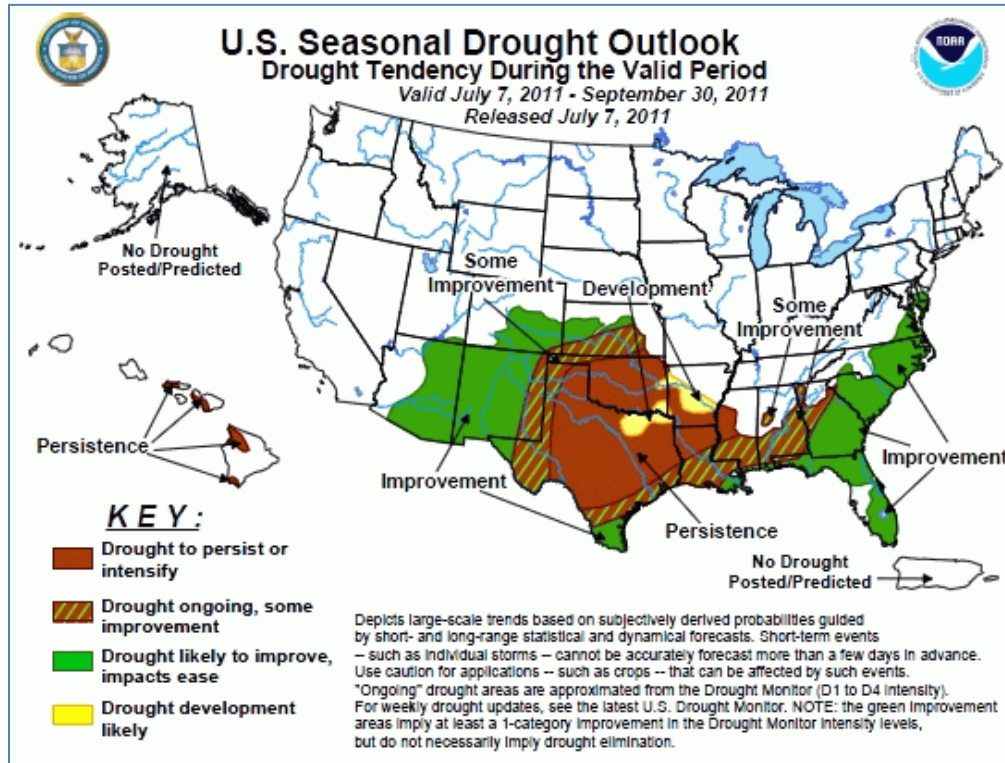 U.S. Seasonal Drought Outlook
Drought Tendency During the Valid Period
Valid July 7, 2011 - September 30, 2011
Released July 7, 2011
NOAA
No Drought
Posted/Predicted
Some
Improvement
Development
Some
Improvement
Persistence
Improvement
Improvement
Persistence
No Drought
Posted/Predicted
KEY:
Drought to persist or
intensify
Drought ongoing, some
improvement
Drought likely to improve,
impacts ease
Drought development
likely
Depicts large-scale trends based on subjectively derived probabilities guided
by short- and long-range statistical and dynamical forecasts. Short-term events
-- such as individual storms -- cannot be accurately forecast more than a few days in advance.
Use caution for applications -- such as crops -- that can be affected by such events.
"Ongoing" drought areas are approximated from the Drought Monitor (D1 to D4 intensity).
For weekly drought updates, see the latest U.S. Drought Monitor. NOTE: the green improvement
areas imply at least a 1-category improvement in the Drought Monitor intensity levels,
but do not necessarily imply drought elimination.